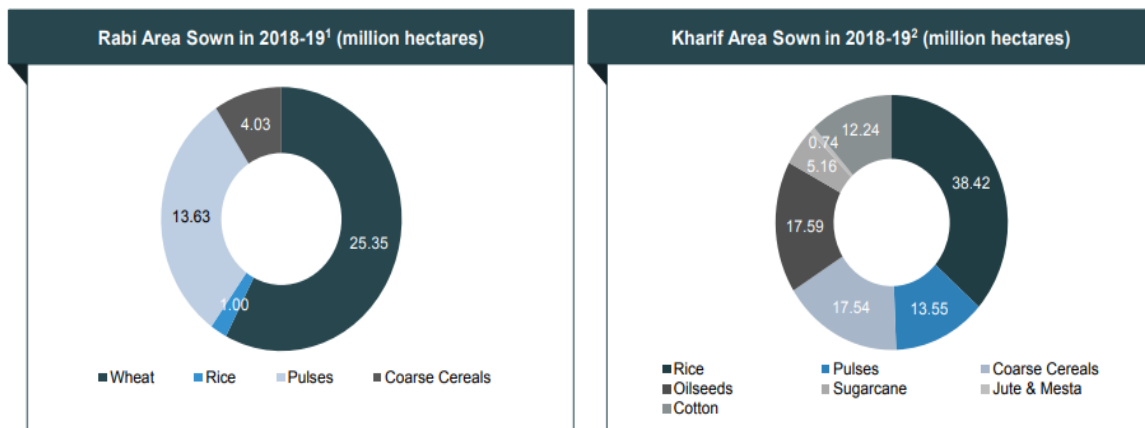 Rabi Area Sown in 2018-19¹ (million hectares)
4.03
13.63
25.35
1.00
Wheat Rice Pulses Coarse Cereals
Kharif Area Sown in 2018-19² (million hectares)
12.24
0.74
5.16
38.42
17.59
17.54
13.55
Rice Pulses Coarse Cereals
Oilseeds Sugarcane Jute & Mesta
Cotton